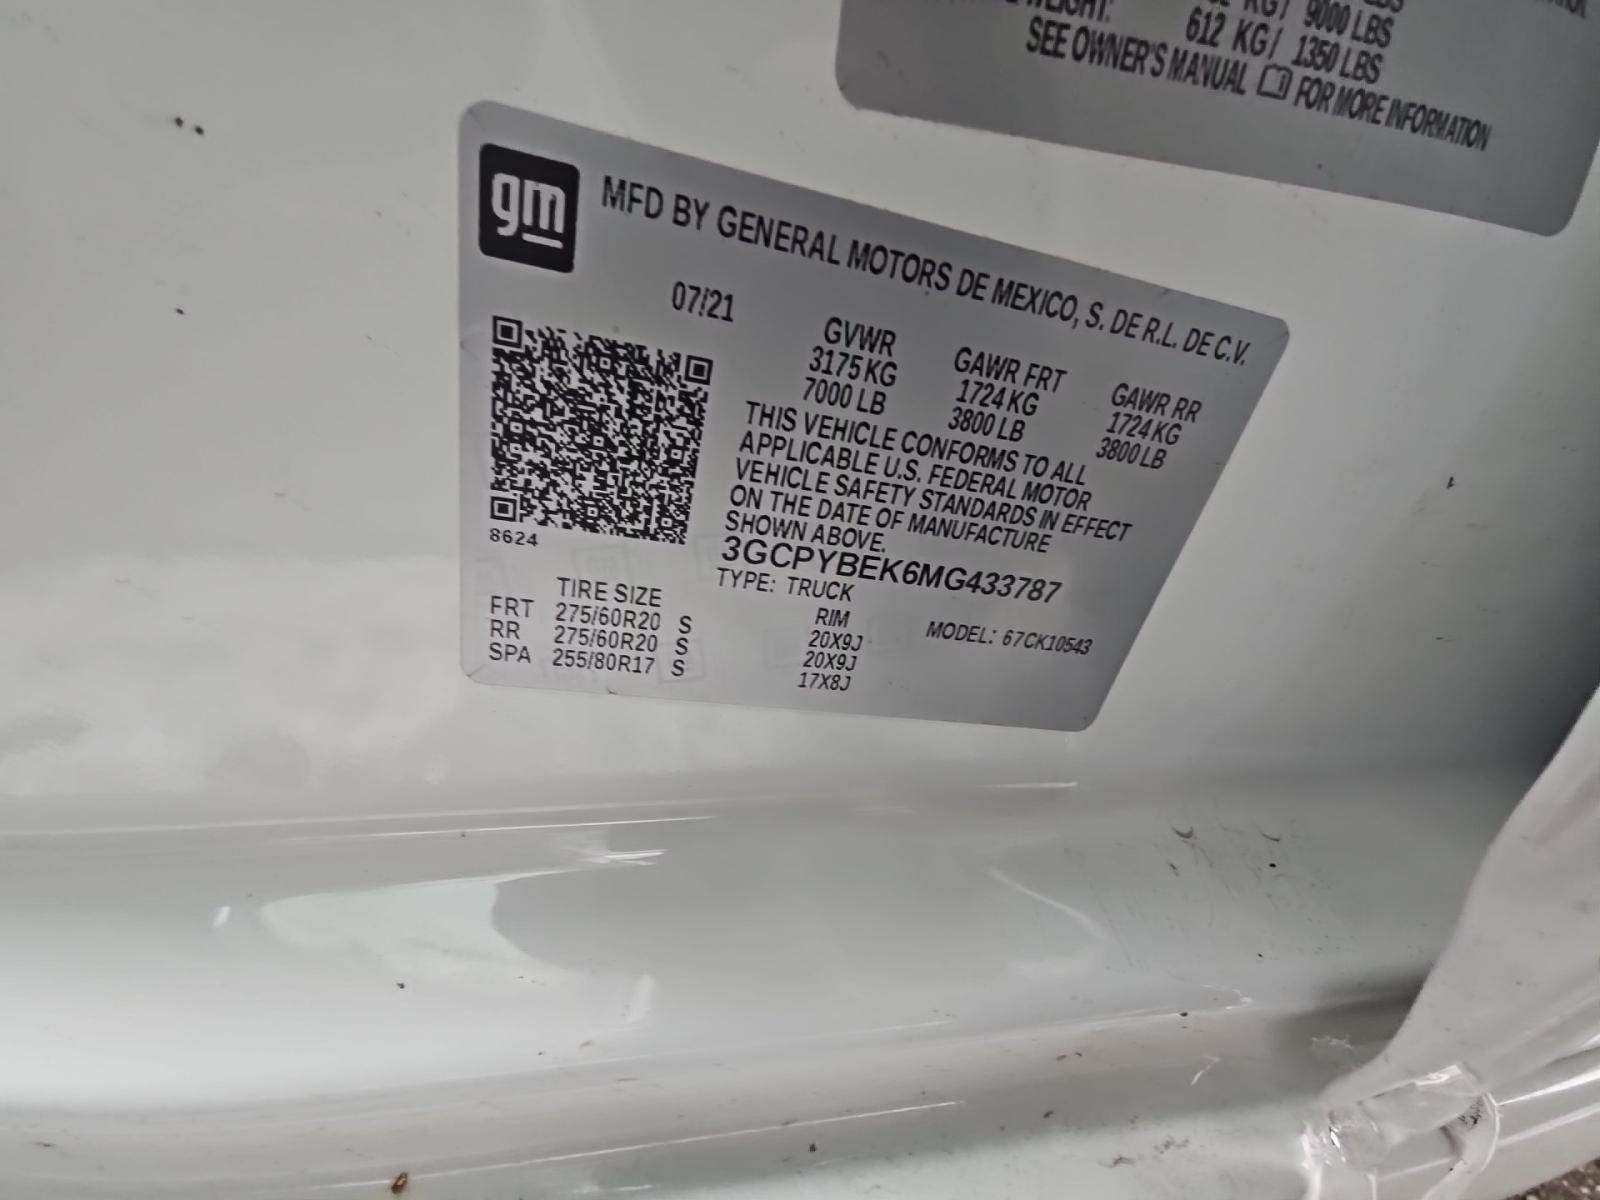 9000 LBS
612 KG / 1350 LBS
SEE OWNER'S MANUAL FOR MORE INFORMATION
gm
MFD BY GENERAL MOTORS DE MEXICO, S. DE R.L. DE C.V.
07/21
GVWR GAWR FRT GAWR RR
3175 KG 1724 KG 1724 KG
7000 LB 3800 LB 3800 LB
THIS VEHICLE CONFORMS TO ALL
APPLICABLE U.S. FEDERAL MOTOR
VEHICLE SAFETY STANDARDS IN EFFECT
ON THE DATE OF MANUFACTURE
SHOWN ABOVE.
8624
3GCPYBEK6MG433787
TYPE: TRUCK MODEL: 67CK10543
TIRE SIZE RIM
FRT 275/60R20 S 20X9J
RR 275/60R20 S 20X9J
SPA 255/80R17 S 17X8J